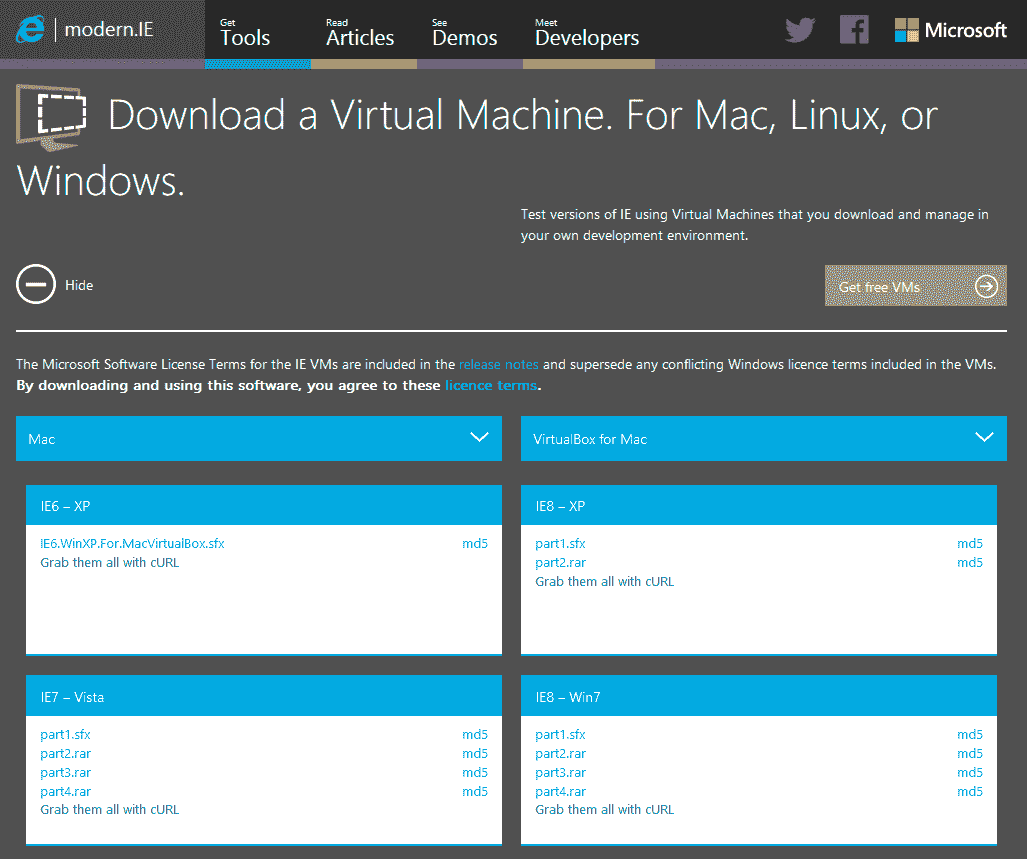 modern.IE
Get
Tools
Read
Articles
See
Demos
Meet
Developers
Microsoft
Download a Virtual Machine. For Mac, Linux, or
Windows.
Test versions of IE using Virtual Machines that you download and manage in
your own development environment.
Hide
Get free VMs
The Microsoft Software License Terms for the IE VMs are included in the release notes and supersede any conflicting Windows licence terms included in the VMs.
By downloading and using this software, you agree to these licence terms.
Mac
VirtualBox for Mac
IE6 – XP
IE6.WinXP.For.MacVirtualBox.sfx md5
Grab them all with cURL
IE8 – XP
part1.sfx md5
part2.rar md5
Grab them all with cURL
IE7 – Vista
part1.sfx md5
part2.rar md5
part3.rar md5
part4.rar md5
Grab them all with cURL
IE8 – Win7
part1.sfx md5
part2.rar md5
part3.rar md5
part4.rar md5
Grab them all with cURL